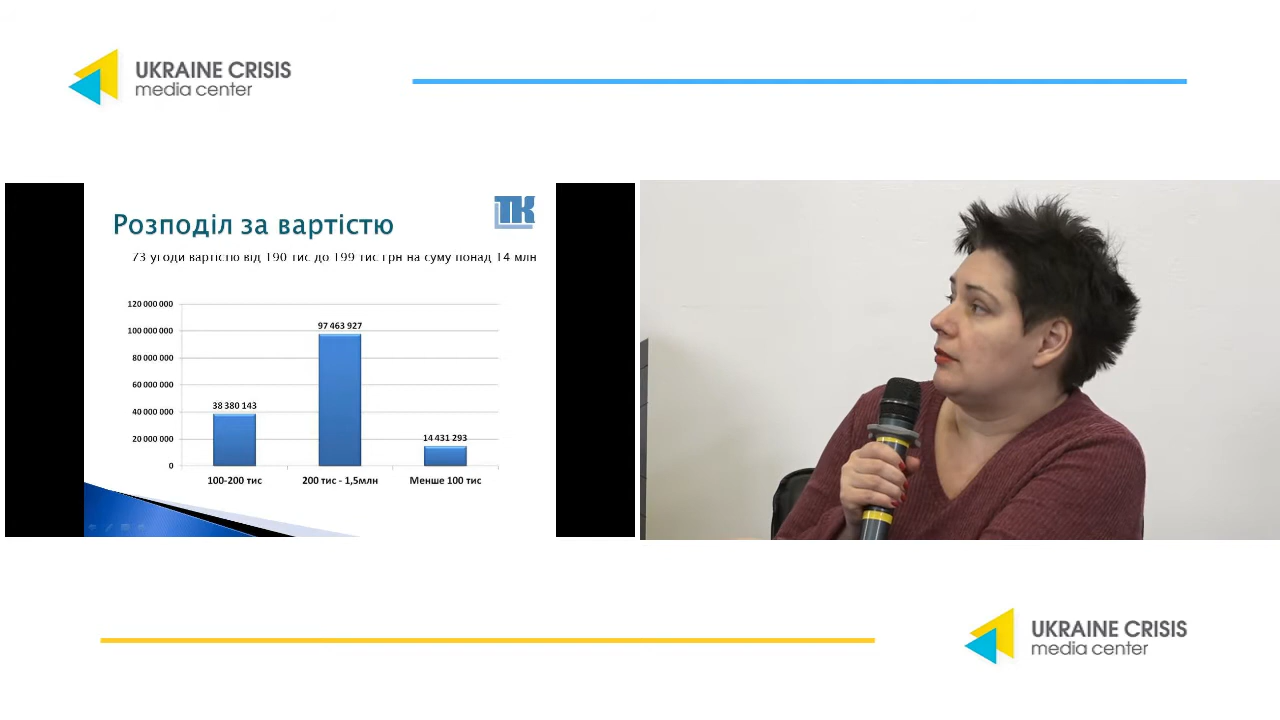 UKRAINE CRISIS
media center
ТК
Розподіл за вартістю
73 угоди вартістю від 190 тис до 199 тис грн на суму понад 14 млн
120 000 000
100 000 000
80 000 000
60 000 000
40 000 000
20 000 000
0
38 380 143
97 463 927
14 431 293
100-200 тис
200 тис - 1,5млн
Менше 100 тис
UKRAINE CRISIS
media center